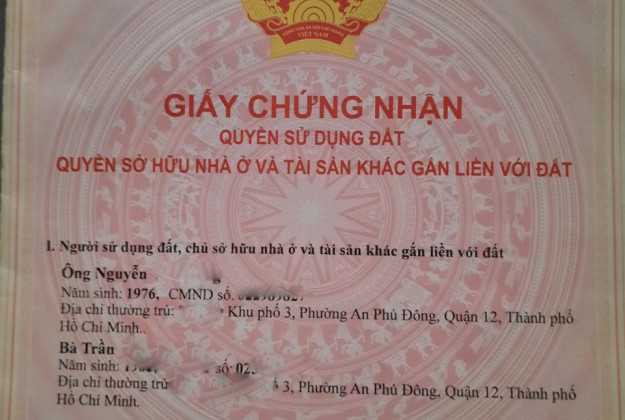 VIỆT NAM
GIẤY CHỨNG NHẬN
QUYỀN SỬ DỤNG ĐẤT
QUYỀN SỞ HỮU NHÀ Ở VÀ TÀI SẢN KHÁC GẮN LIỀN VỚI ĐẤT
I. Người sử dụng đất, chủ sở hữu nhà ở và tài sản khác gắn liền với đất
Ông Nguyễn
Năm sinh: 1976, CMND số:
Địa chỉ thường trú: Khu phố 3, Phường An Phú Đông, Quận 12, Thành phố
Hồ Chí Minh..
Bà Trần
Năm sinh: số:
Địa chỉ thường trú 3, Phường An Phú Đông, Quận 12, Thành phố
Hồ Chí Minh.